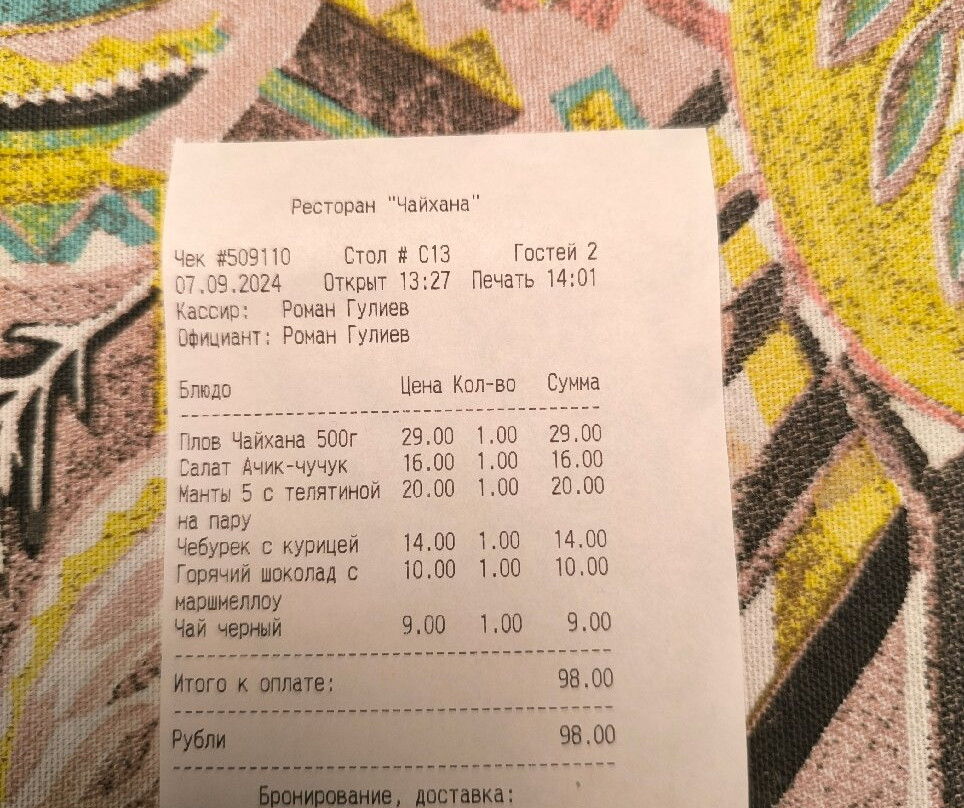 Ресторан "Чайхана"
Чек #509110 Стол # С13 Гостей 2
07.09.2024 Открыт 13:27 Печать 14:01
Кассир: Роман Гулиев
Официант: Роман Гулиев
Блюдо Цена Кол-во Сумма
Плов Чайхана 500г 29.00 1.00 29.00
Салат Ачик-чучук 16.00 1.00 16.00
Манты 5 с телятиной 20.00 1.00 20.00
на пару
Чебурек с курицей 14.00 1.00 14.00
Горячий шоколад с 10.00 1.00 10.00
маршмеллоу
Чай черный 9.00 1.00 9.00
Итого к оплате: 98.00
Рубли 98.00
Бронирование, доставка: